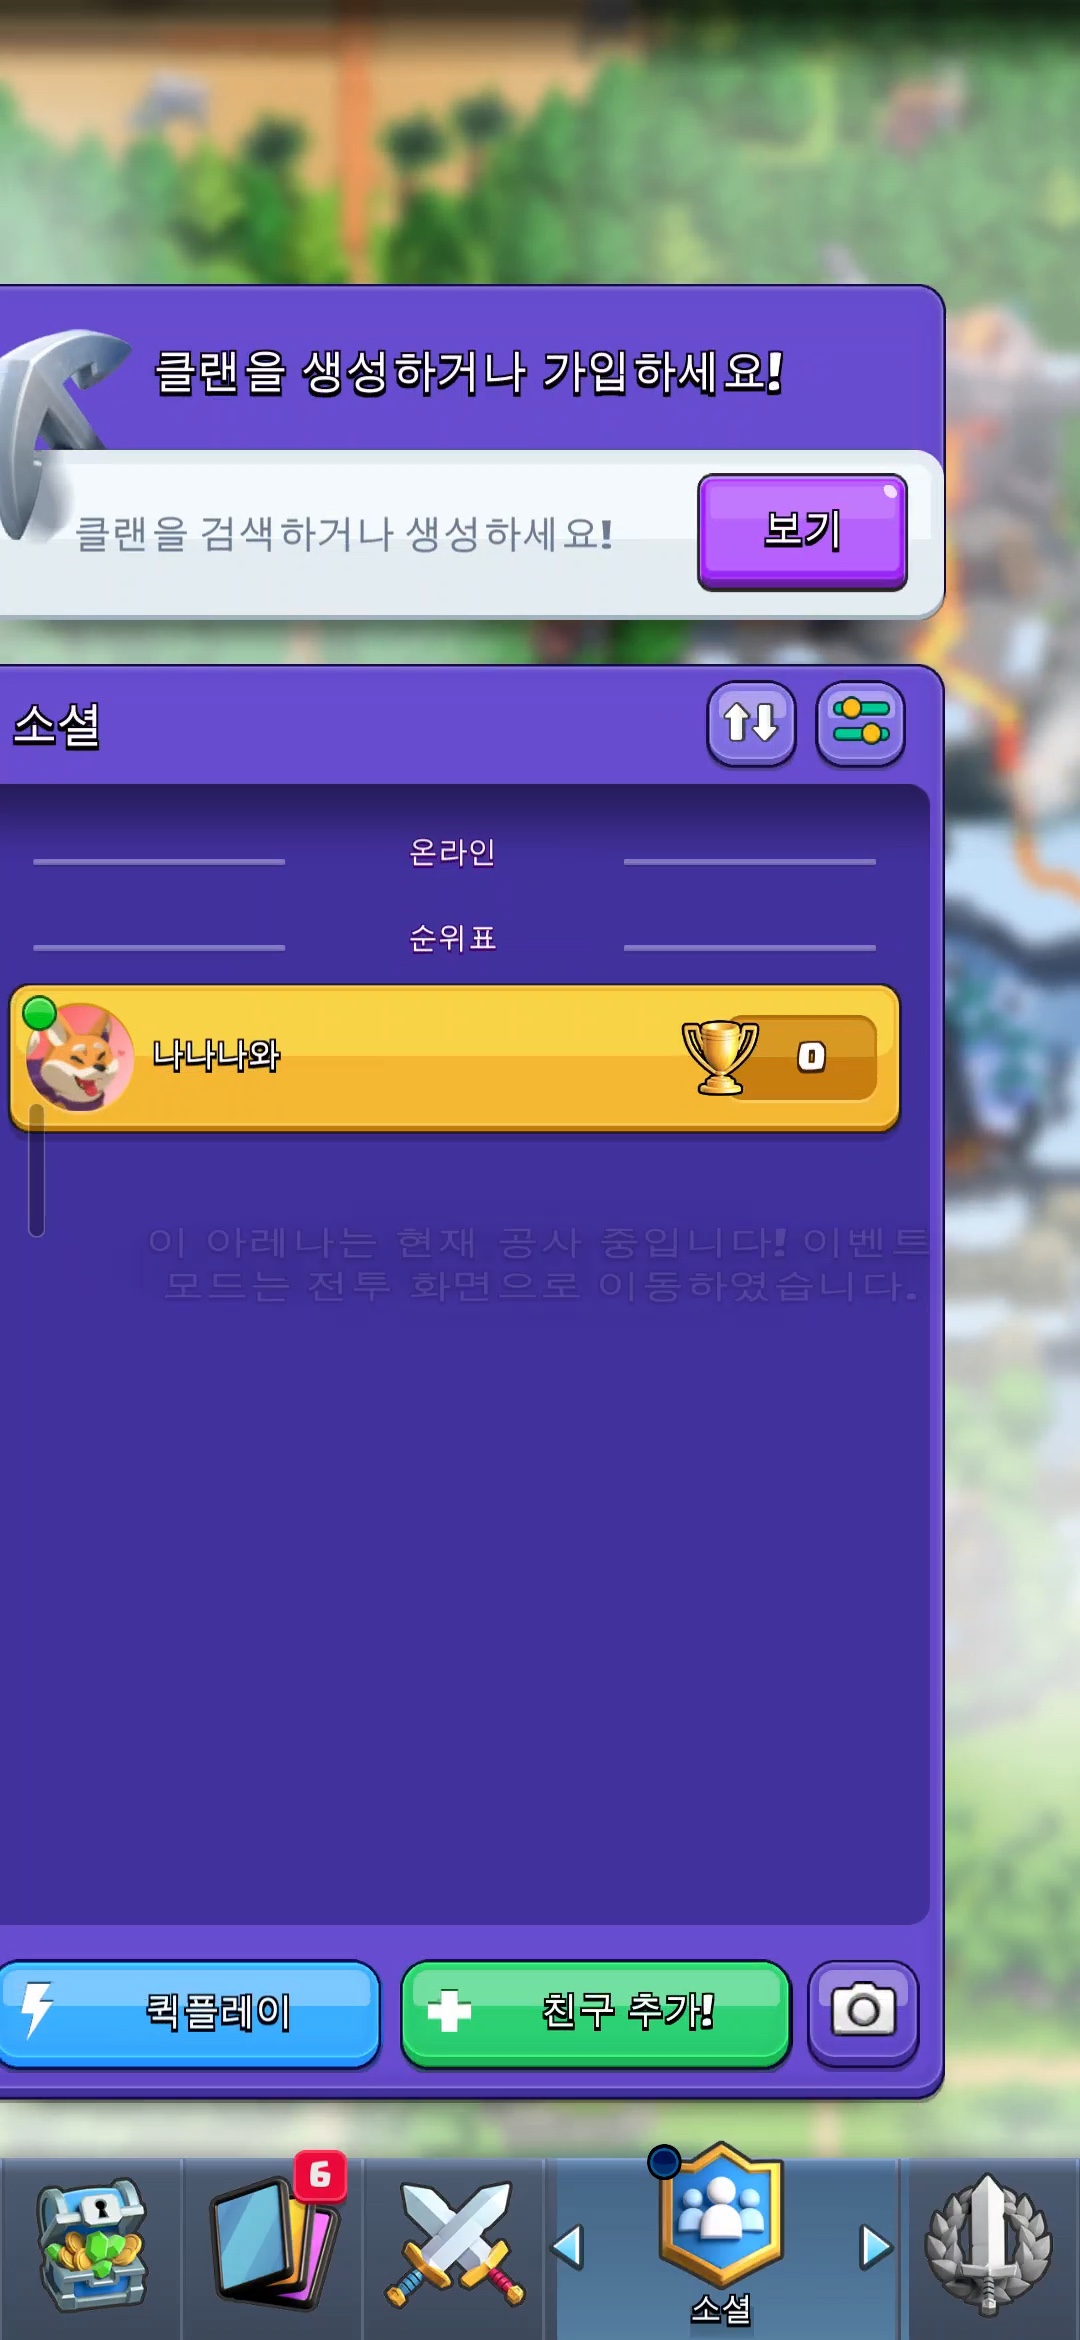 클랜을 생성하거나 가입하세요!
클랜을 검색하거나 생성하세요!
보기
소셜
온라인
순위표
나나나와
0
이 아레나는 현재 공사 중입니다! 이벤트
모드는 전투 화면으로 이동하였습니다.
퀵플레이
친구 추가!
6
소셜